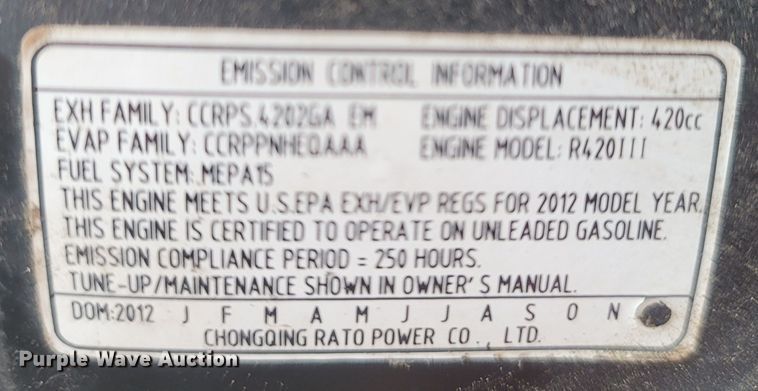 EMISSION CONTROL INFORMATION
EXH FAMILY: CCRPS.4202GA EM ENGINE DISPLACEMENT: 420cc
EVAP FAMILY: CCRPPNHEQAAA ENGINE MODEL: R420III
FUEL SYSTEM: MEPA15
THIS ENGINE MEETS U.S.EPA EXH/EVP REGS FOR 2012 MODEL YEAR.
THIS ENGINE IS CERTIFIED TO OPERATE ON UNLEADED GASOLINE.
EMISSION COMPLIANCE PERIOD = 250 HOURS.
TUNE-UP/MAINTENANCE SHOWN IN OWNER'S MANUAL.
DOM:2012 J F M A M J J A S O N
CHONGQING RATO POWER CO., LTD.
Purple Wave Auction